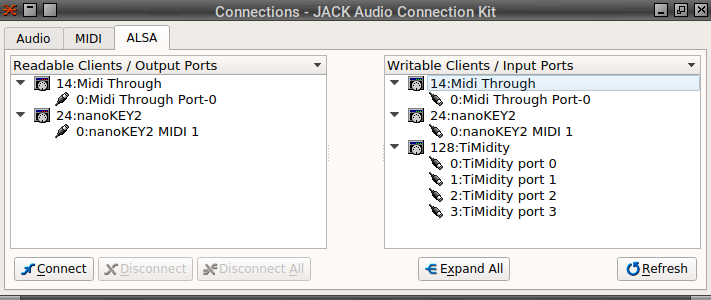 Connections - JACK Audio Connection Kit
Audio MIDI ALSA
Readable Clients / Output Ports
14:Midi Through
0:Midi Through Port-0
24:nanoKEY2
0:nanoKEY2 MIDI 1
Writable Clients / Input Ports
14:Midi Through
0:Midi Through Port-0
24:nanoKEY2
0:nanoKEY2 MIDI 1
128:TiMidity
0:TiMidity port 0
1:TiMidity port 1
2:TiMidity port 2
3:TiMidity port 3
Connect Disconnect Disconnect All Expand All Refresh